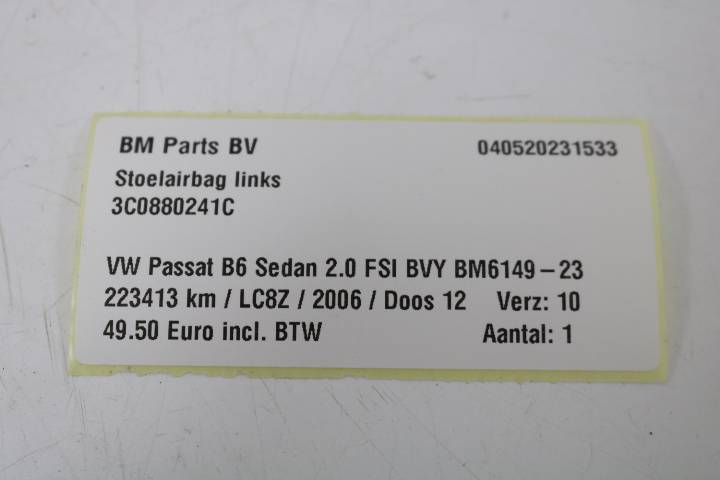 BM Parts BV 040520231533
Stoelairbag links
3C0880241C
VW Passat B6 Sedan 2.0 FSI BVY BM6149-23
223413 km / LC8Z / 2006 / Doos 12 Verz: 10
49.50 Euro incl. BTW Aantal: 1